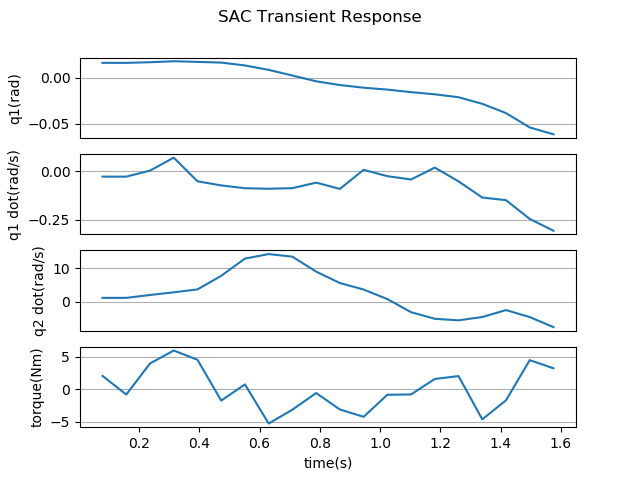 SAC Transient Response
0.00
−0.05
q1(rad)
0.00
−0.25
q1 dot(rad/s)
10
0
q2 dot(rad/s)
5
0
−5
torque(Nm)
0.2 0.4 0.6 0.8 1.0 1.2 1.4 1.6
time(s)